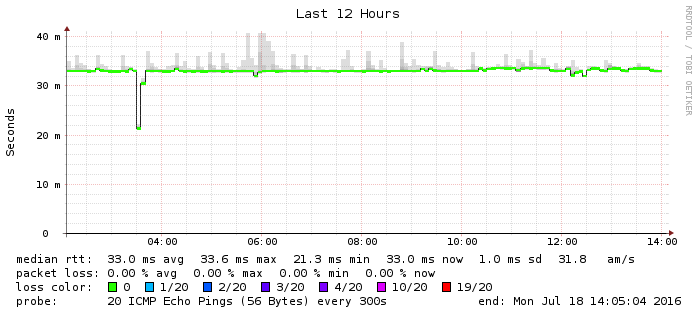 Last 12 Hours
RRDTOOL / TOBI OETIKER
Seconds
40 m
30 m
20 m
10 m
0
04:00 06:00 08:00 10:00 12:00 14:00
median rtt: 33.0 ms avg 33.6 ms max 21.3 ms min 33.0 ms now 1.0 ms sd 31.8 am/s
packet loss: 0.00 % avg 0.00 % max 0.00 % min 0.00 % now
loss color: 0 1/20 2/20 3/20 4/20 10/20 19/20
probe: 20 ICMP Echo Pings (56 Bytes) every 300s end: Mon Jul 18 14:05:04 2016